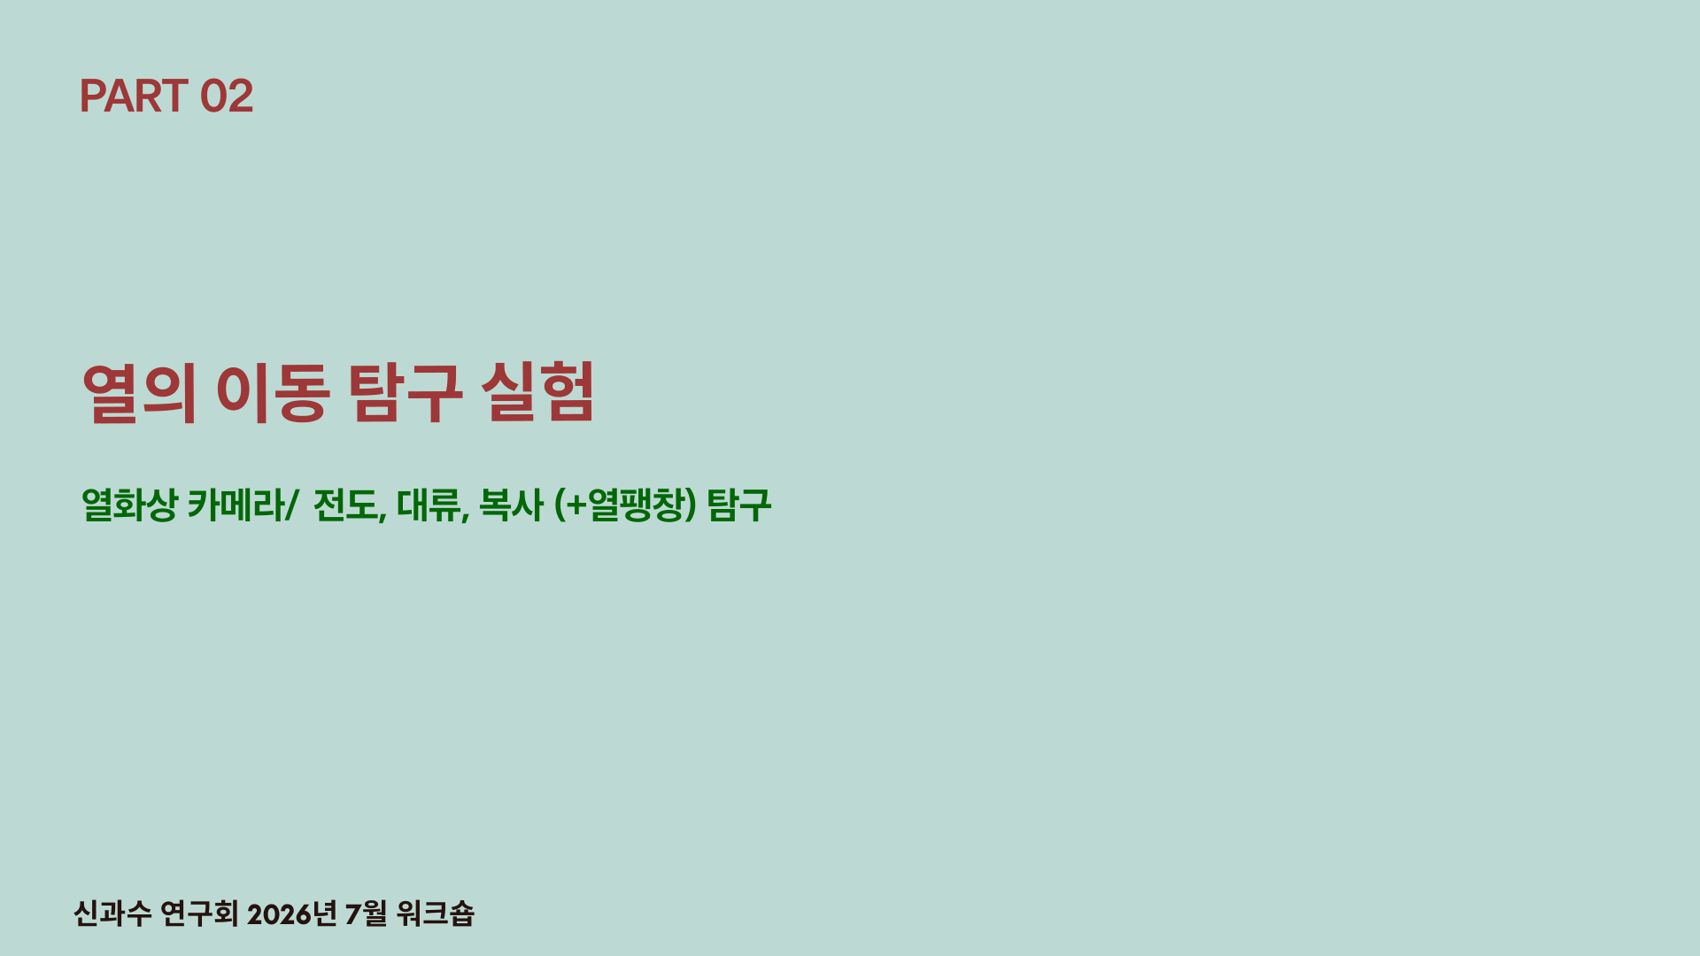 PART 02
열의 이동 탐구 실험
열화상 카메라/ 전도, 대류, 복사 (+열팽창) 탐구
신과수 연구회 2026년 7월 워크숍